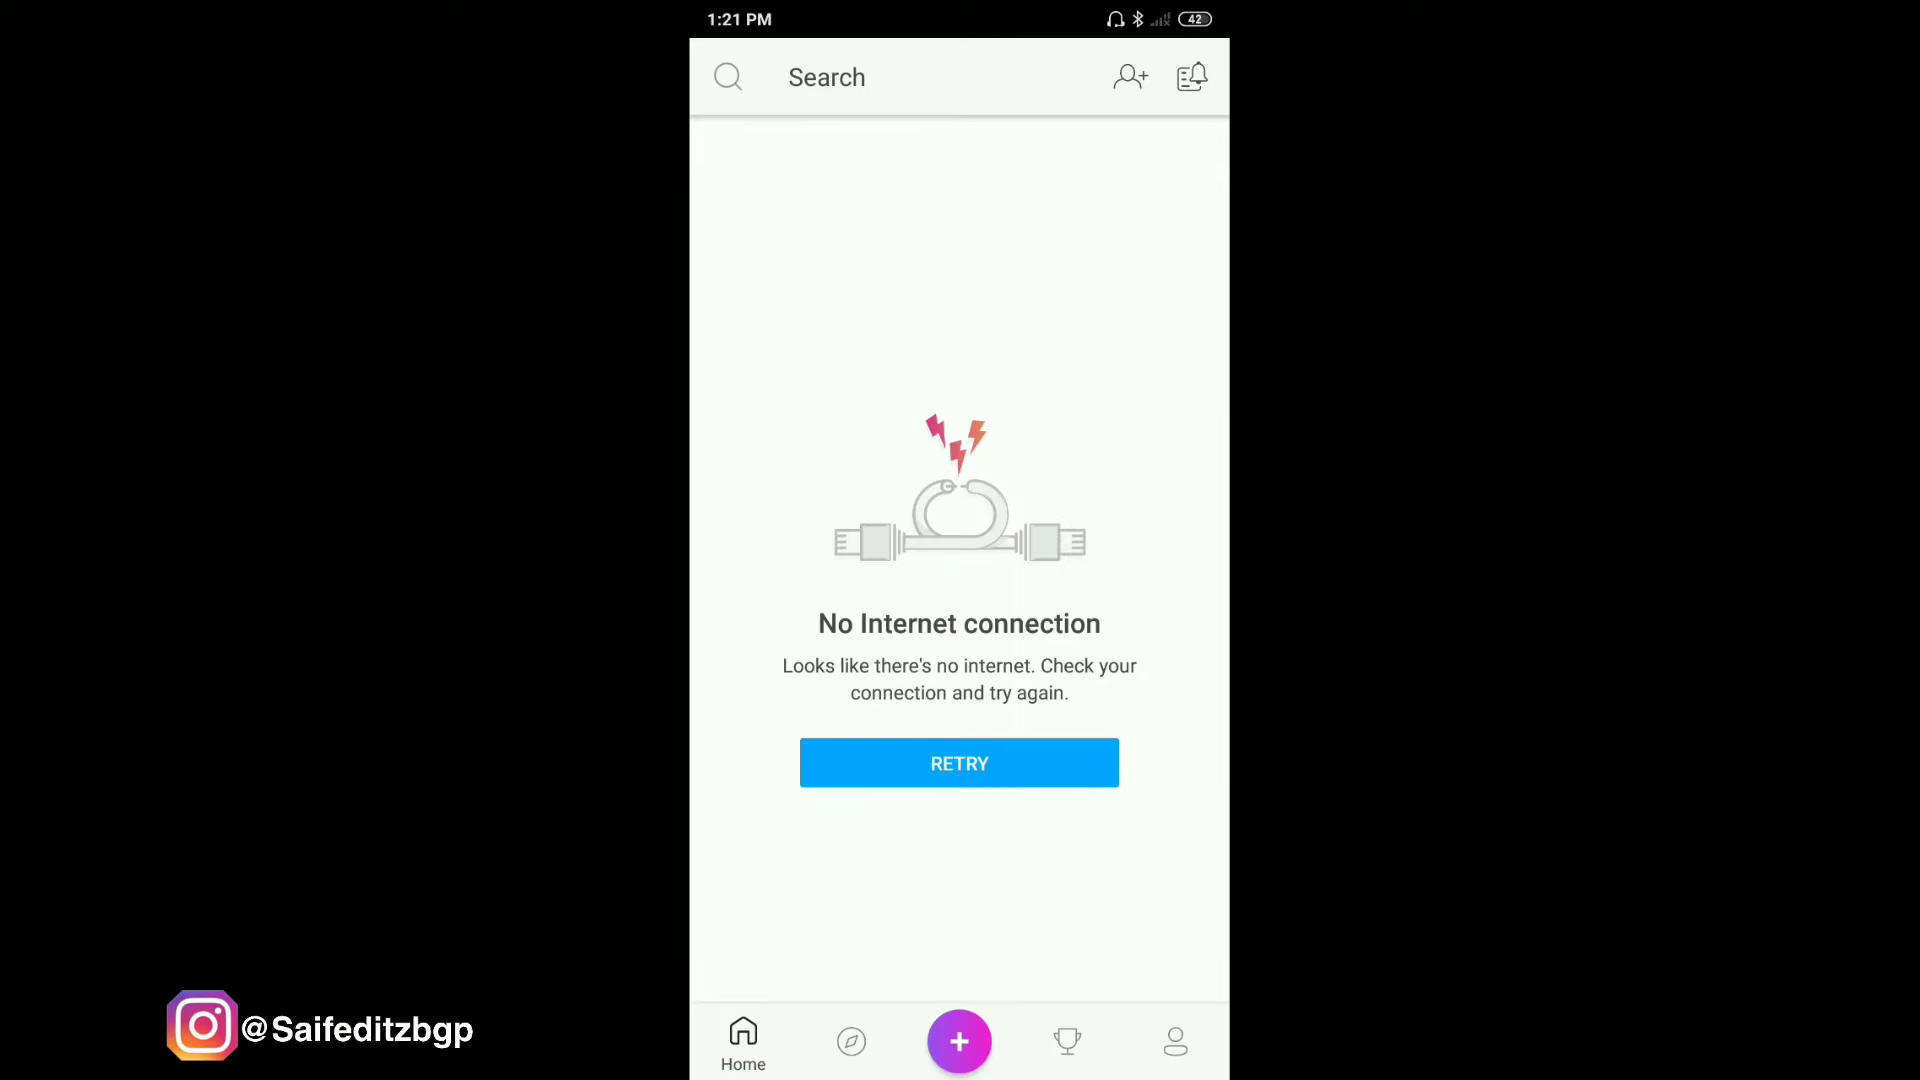 1:21 PM
42
Search
No Internet connection
Looks like there's no internet. Check your
connection and try again.
RETRY
Home
@Saifeditzbgp